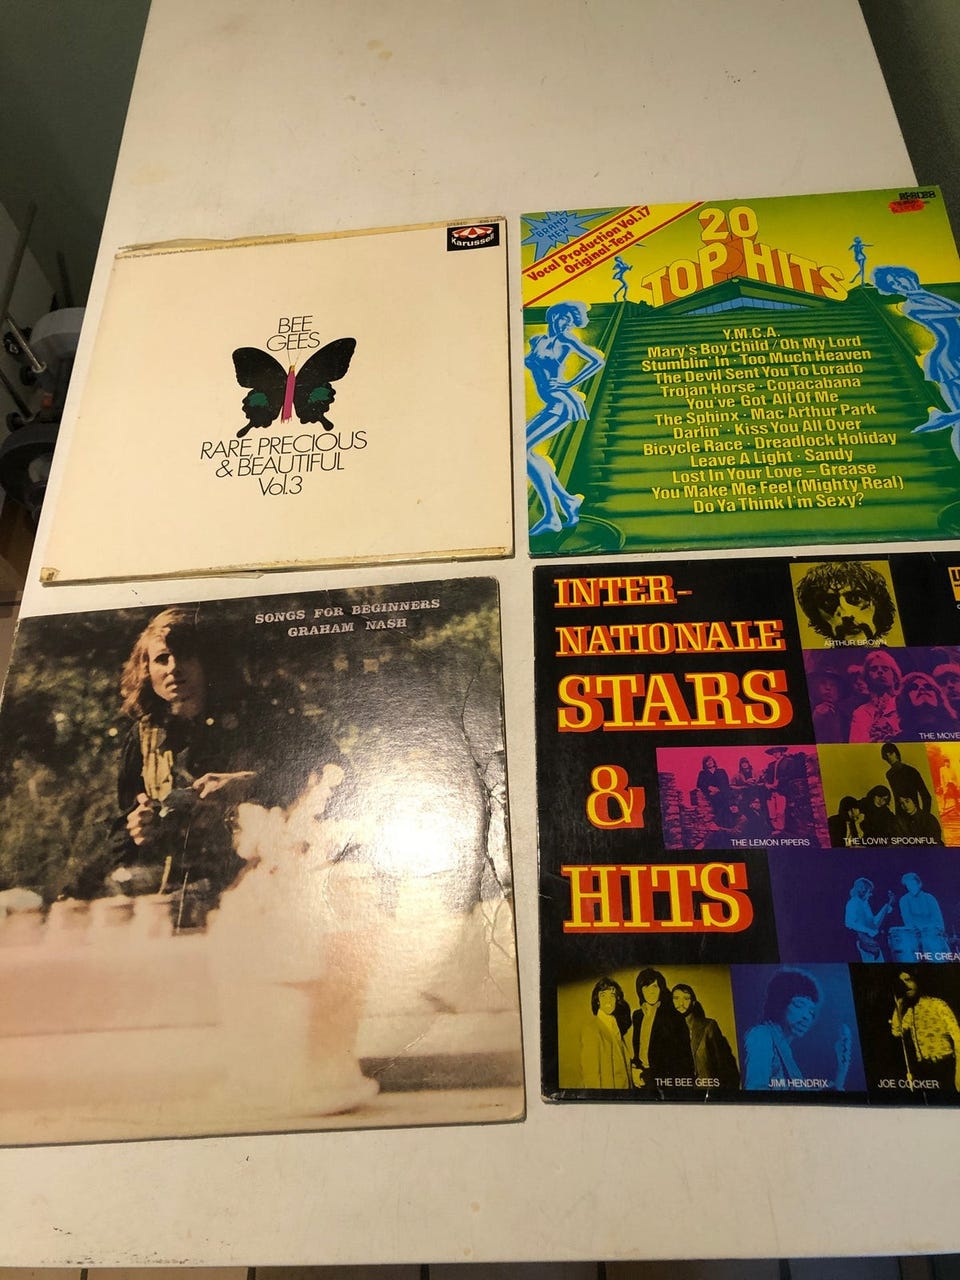 STEREO
Karussell
BEE
GEES
RARE, PRECIOUS
& BEAUTIFUL
Vol.3
BRAND
NEW
Vocal Production Vol.17
Original-Text
20
TOP HITS
Y.M.C.A.
Mary's Boy Child / Oh My Lord
Stumblin' In · Too Much Heaven
The Devil Sent You To Lorado
Trojan Horse · Copacabana
You've Got All Of Me
The Sphinx · Mac Arthur Park
Darlin' · Kiss You All Over
Bicycle Race · Dreadlock Holiday
Leave A Light · Sandy
Lost In Your Love – Grease
You Make Me Feel (Mighty Real)
Do Ya Think I'm Sexy?
SONGS FOR BEGINNERS
GRAHAM NASH
INTER-
NATIONALE
STARS
&
HITS
ARTHUR BROWN
THE MOVE
THE LEMON PIPERS
THE LOVIN' SPOONFUL
THE CREA
THE BEE GEES
JIMI HENDRIX
JOE COCKER